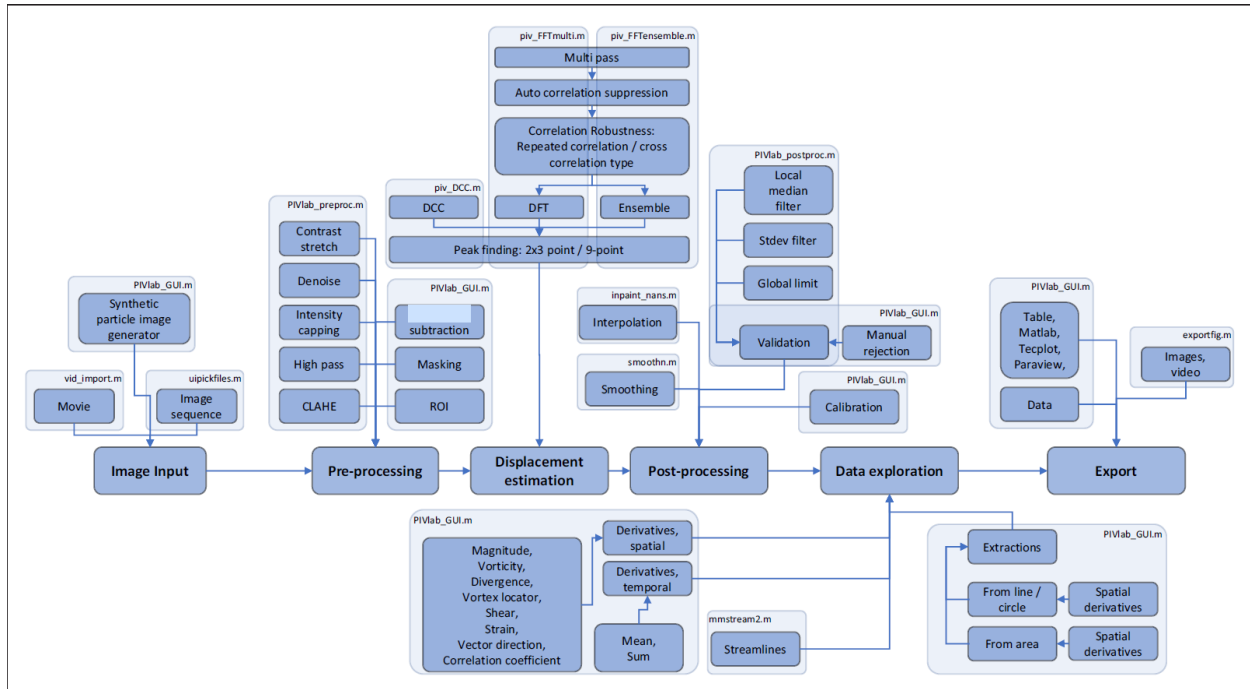 piv_FFTmulti.m
piv_FFTensemble.m
Multi pass
Auto correlation suppression
Correlation Robustness:
Repeated correlation / cross
correlation type
piv_DCC.m
DCC
DFT
Ensemble
Peak finding: 2x3 point / 9-point
PIVlab_preproc.m
Contrast
stretch
Denoise
Intensity
capping
High pass
CLAHE
PIVlab_GUI.m
subtraction
Masking
ROI
PIVlab_GUI.m
Synthetic
particle image
generator
vid_import.m
Movie
uipickfiles.m
Image
sequence
PIVlab_postproc.m
Local
median
filter
Stdev filter
Global limit
Validation
PIVlab_GUI.m
Manual
rejection
inpaint_nans.m
Interpolation
smoothn.m
Smoothing
PIVlab_GUI.m
Calibration
PIVlab_GUI.m
Table,
Matlab,
Tecplot,
Paraview,
Data
exportfig.m
Images,
video
Image Input
Pre-processing
Displacement
estimation
Post-processing
Data exploration
Export
PIVlab_GUI.m
Magnitude,
Vorticity,
Divergence,
Vortex locator,
Shear,
Strain,
Vector direction,
Correlation coefficient
Derivatives,
spatial
Derivatives,
temporal
Mean,
Sum
mmstream2.m
Streamlines
PIVlab_GUI.m
Extractions
From line /
circle
Spatial
derivatives
From area
Spatial
derivatives